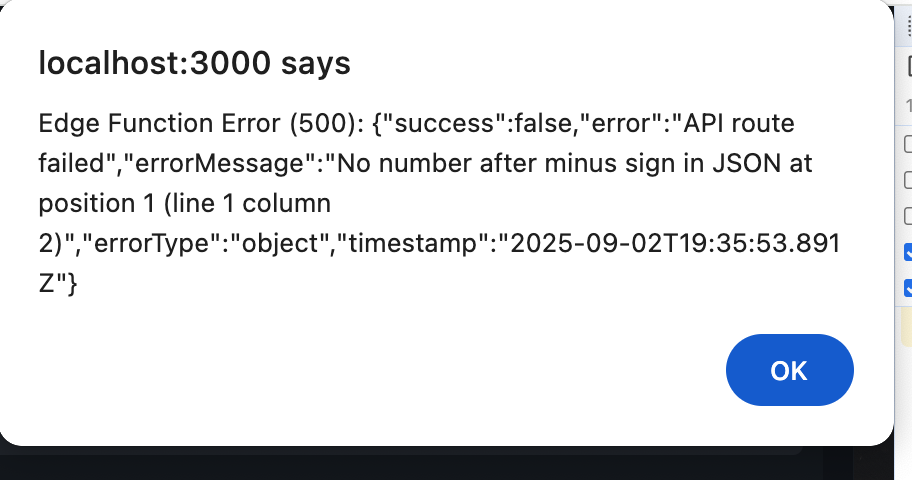 localhost:3000 says
Edge Function Error (500): {"success":false,"error":"API route
failed","errorMessage":"No number after minus sign in JSON at
position 1 (line 1 column
2)","errorType":"object","timestamp":"2025-09-02T19:35:53.891
Z"}
OK